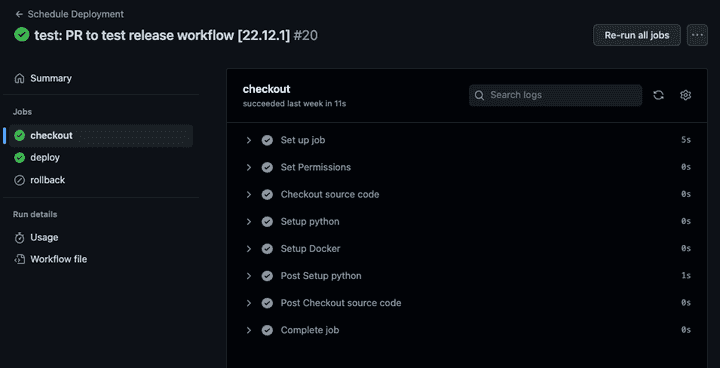 ← Schedule Deployment
test: PR to test release workflow [22.12.1] #20
Re-run all jobs
...
Summary
Jobs
checkout
deploy
rollback
Run details
Usage
Workflow file
checkout
succeeded last week in 11s
Search logs
Set up job 5s
Set Permissions 0s
Checkout source code 0s
Setup python 0s
Setup Docker 0s
Post Setup python 1s
Post Checkout source code 0s
Complete job 0s